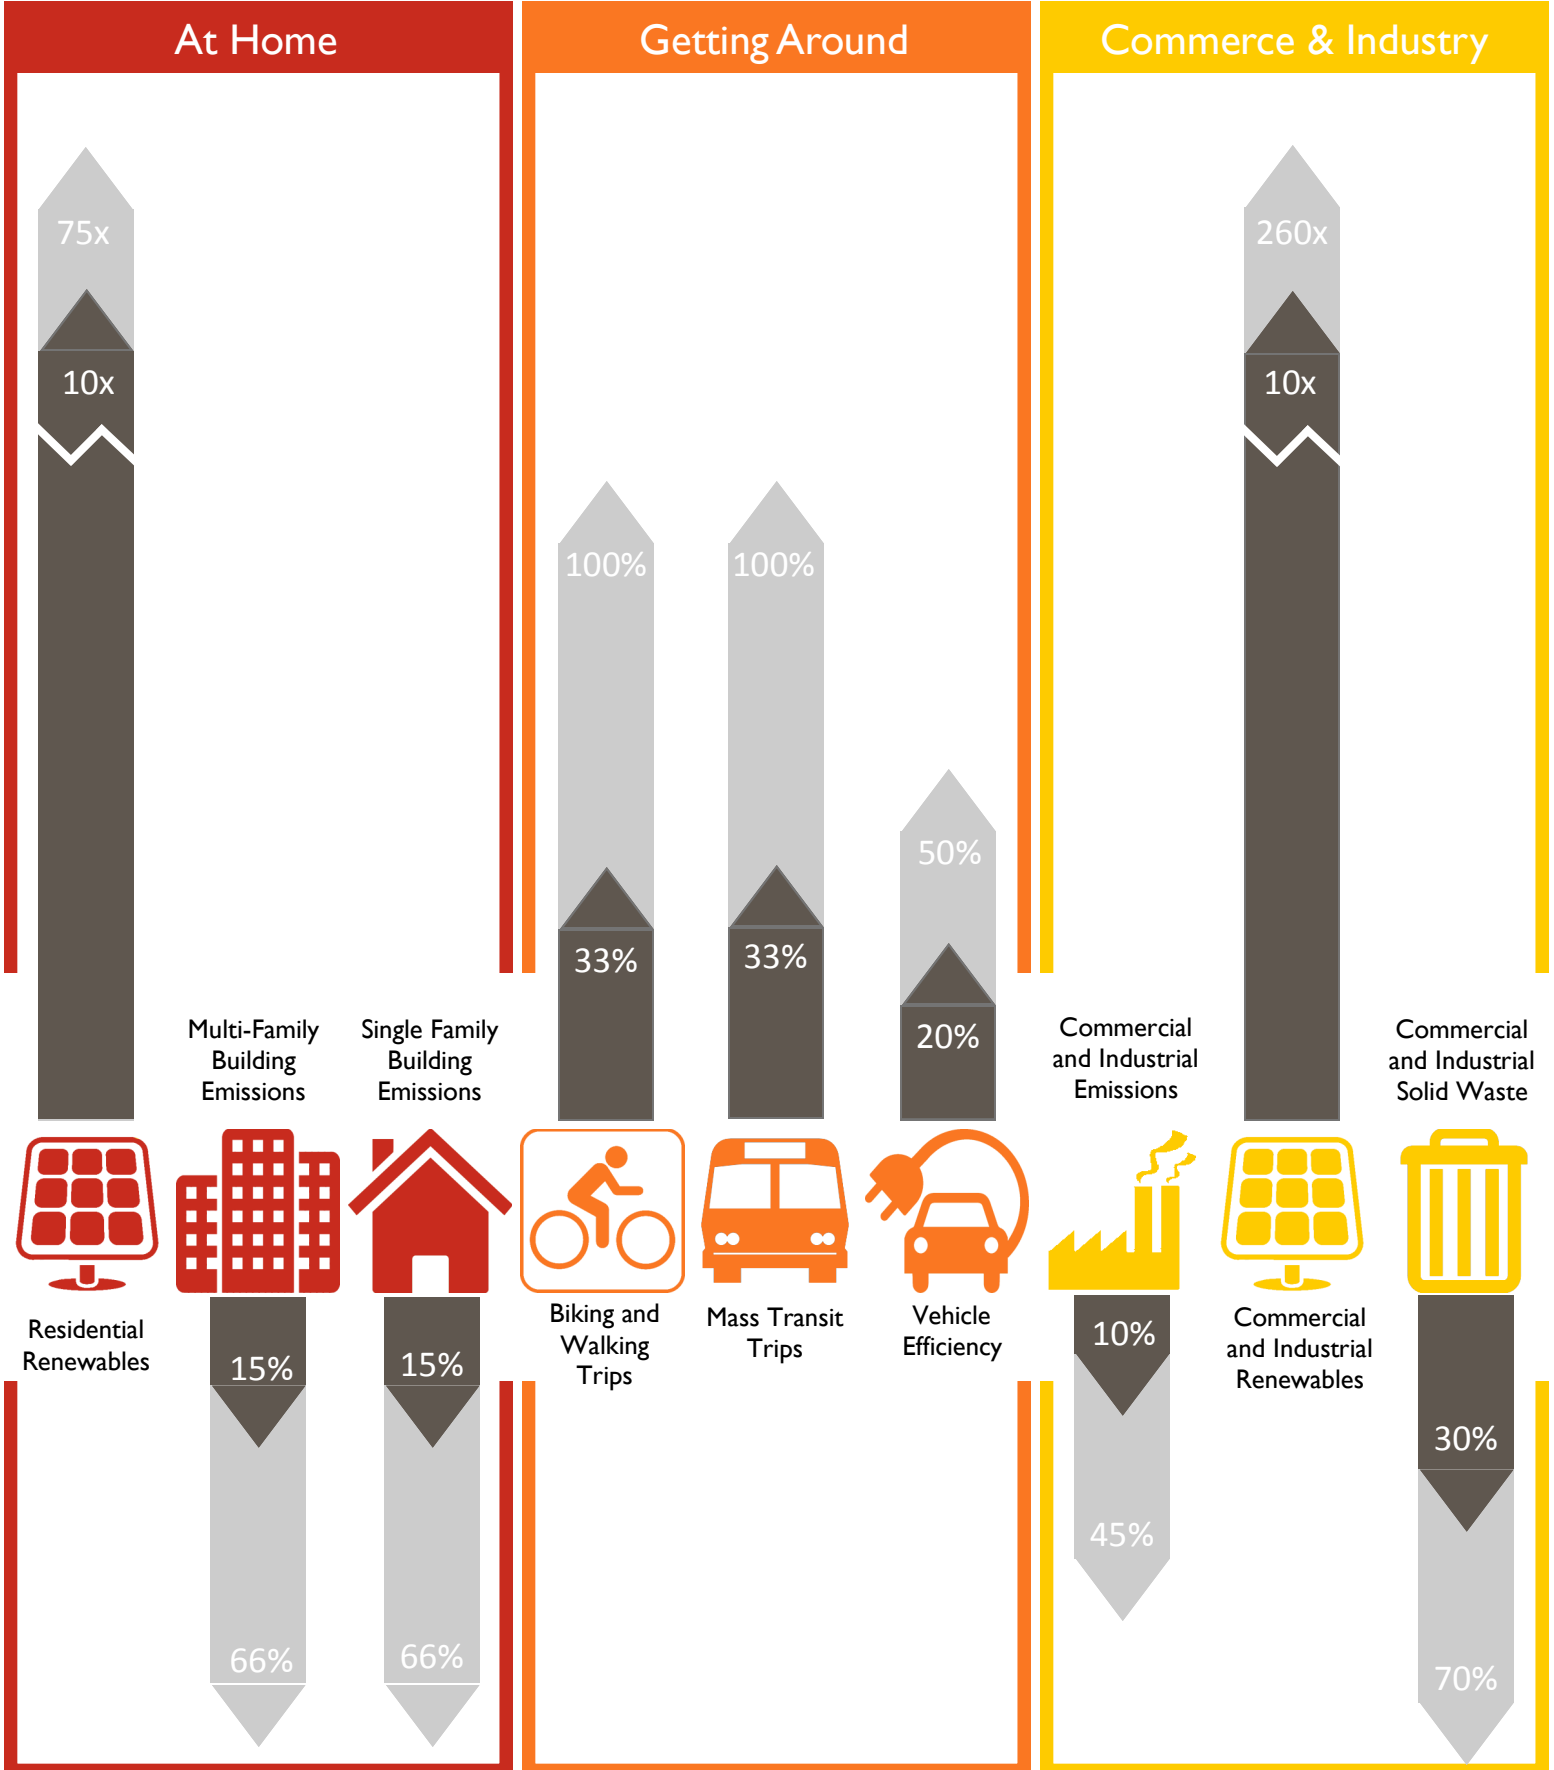 At Home
75x
10x
Multi-Family
Building
Emissions
Single Family
Building
Emissions
Residential
Renewables
15%
15%
66%
66%
Getting Around
100%
100%
50%
33%
33%
20%
Biking and
Walking
Trips
Mass Transit
Trips
Vehicle
Efficiency
Commerce & Industry
260x
10x
Commercial
and Industrial
Emissions
Commercial
and Industrial
Solid Waste
10%
Commercial
and Industrial
Renewables
30%
45%
70%